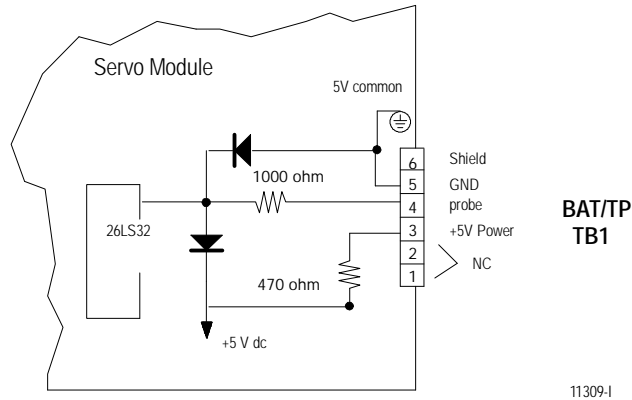 Servo Module
5V common
6 Shield
5 GND
1000 ohm
4 probe
26LS32
3 +5V Power
2
1
NC
BAT/TP
TB1
470 ohm
+5 V dc
11309-I